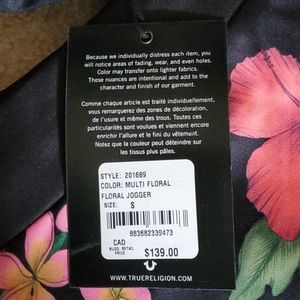 Because we individually distress each item, you
will notice areas of fading, wear, and even holes.
Color may transfer onto lighter fabrics.
These nuances are intentional and add to the
character and finish of our garment.
Comme chaque article est traité individuellement,
vous remarquerez des zones de décoloration,
de l'usure et même des trous. Toutes ces
particularités sont voulues et viennent encore
enrichir l'allure et le fini du vêtement.
Notez que la couleur peut déteindre sur
les tissus plus pâles.
STYLE: 201689
COLOR: MULTI FLORAL
FLORAL JOGGER
SIZE: S
883682339473
CAD
SUGG. RETAIL
PRICE
$139.00
WWW.TRUERELIGION.COM